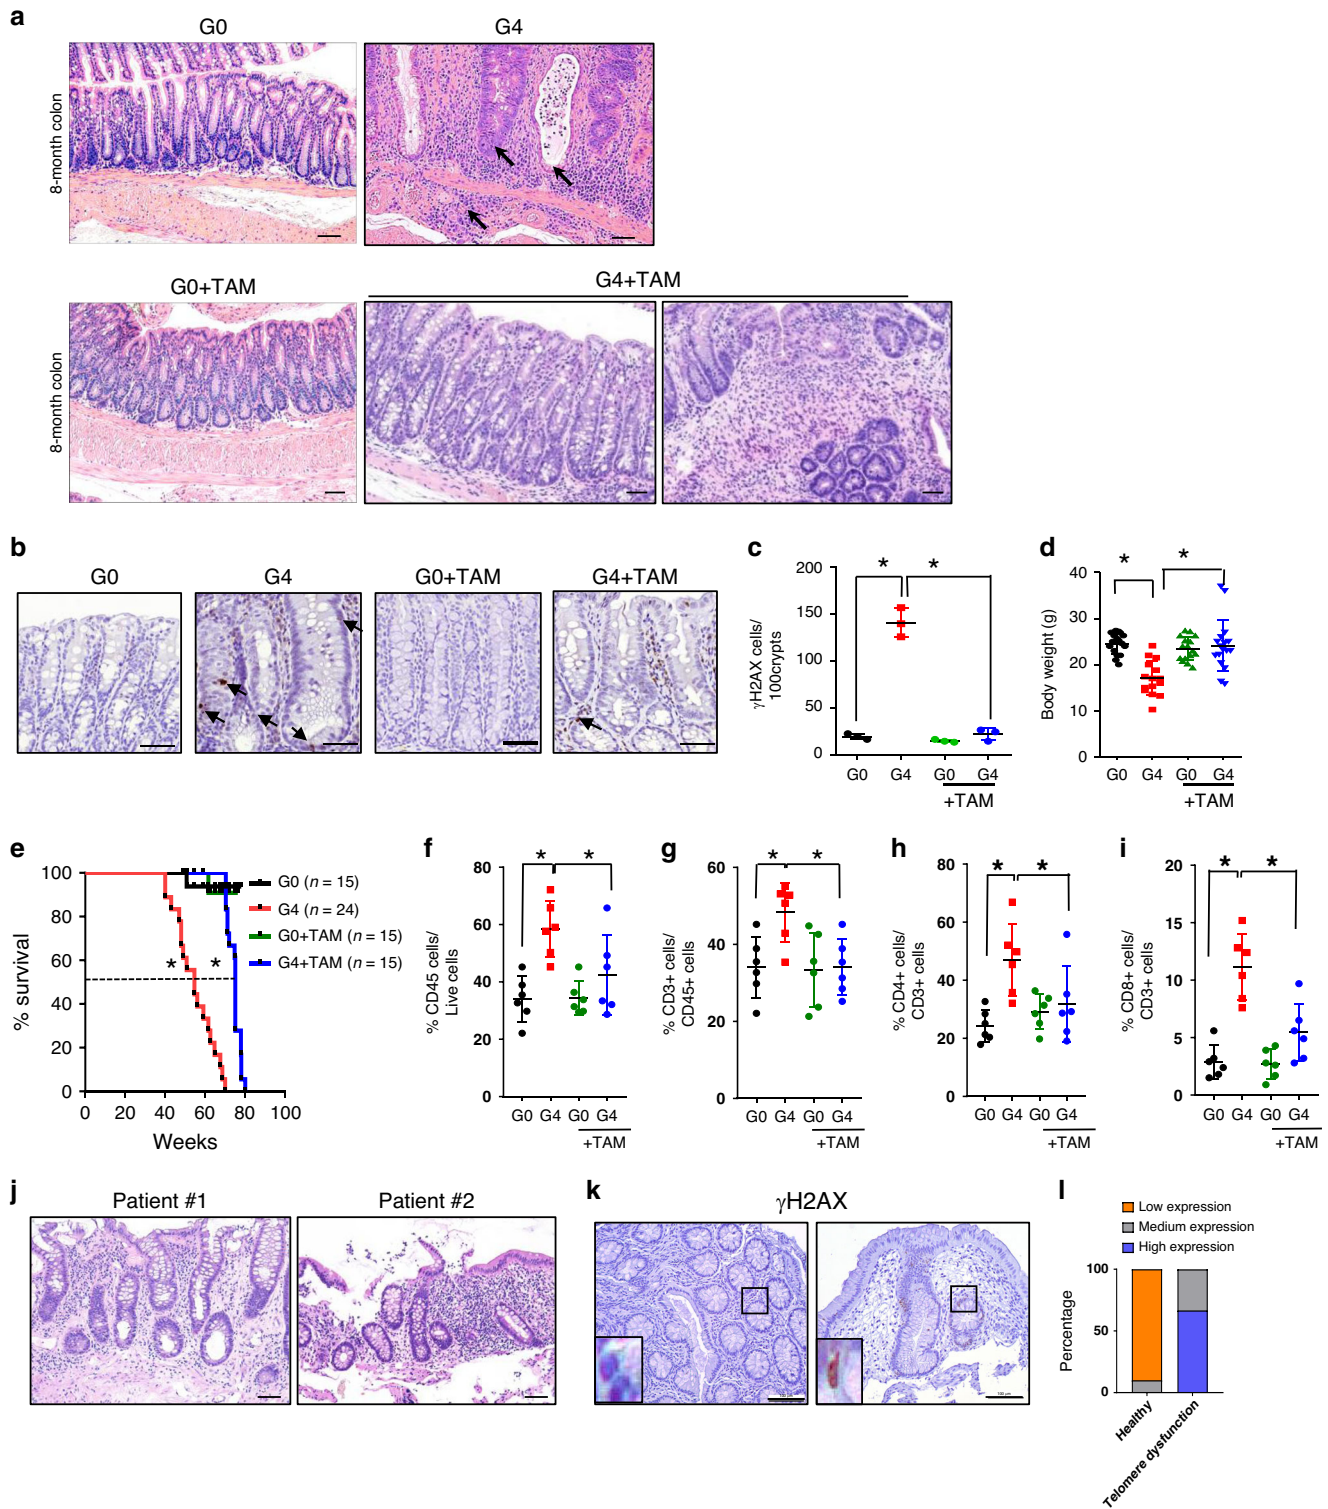 a
G0
G4
8-month colon
G0+TAM
G4+TAM
8-month colon
b
G0
G4
G0+TAM
G4+TAM
c
γH2AX cells/
100crypts
200
150
100
50
0
*
*
G0
G4
G0
G4
+TAM
d
Body weight (g)
40
30
20
10
0
*
*
G0
G4
G0
G4
+TAM
e
% survival
100
80
60
40
20
0
0
20
40
60
80
100
Weeks
*
*
G0 (n = 15)
G4 (n = 24)
G0+TAM (n = 15)
G4+TAM (n = 15)
f
% CD45 cells/
Live cells
80
60
40
20
0
*
*
G0
G4
G0
G4
+TAM
g
% CD3+ cells/
CD45+ cells
60
40
20
0
*
*
G0
G4
G0
G4
+TAM
h
% CD4+ cells/
CD3+ cells
80
60
40
20
0
*
*
G0
G4
G0
G4
+TAM
i
% CD8+ cells/
CD3+ cells
20
15
10
5
0
*
*
G0
G4
G0
G4
+TAM
j
Patient #1
Patient #2
k
γH2AX
100 μm
100 μm
l
Low expression
Medium expression
High expression
Percentage
100
50
0
Healthy
Telomere dysfunction